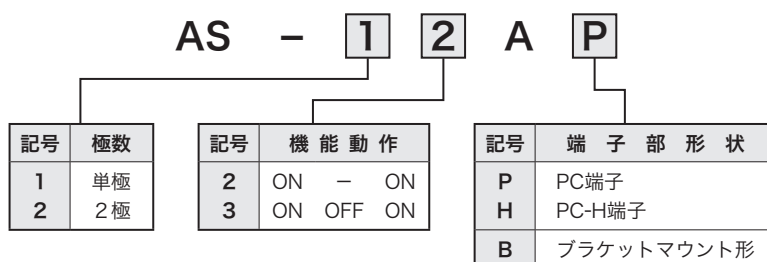 AS － 1 2 A P
記号 極数
1 単極
2 2極
記号 機能動作
2 ON － ON
3 ON OFF ON
記号 端子部形状
P PC端子
H PC-H端子
B ブラケットマウント形